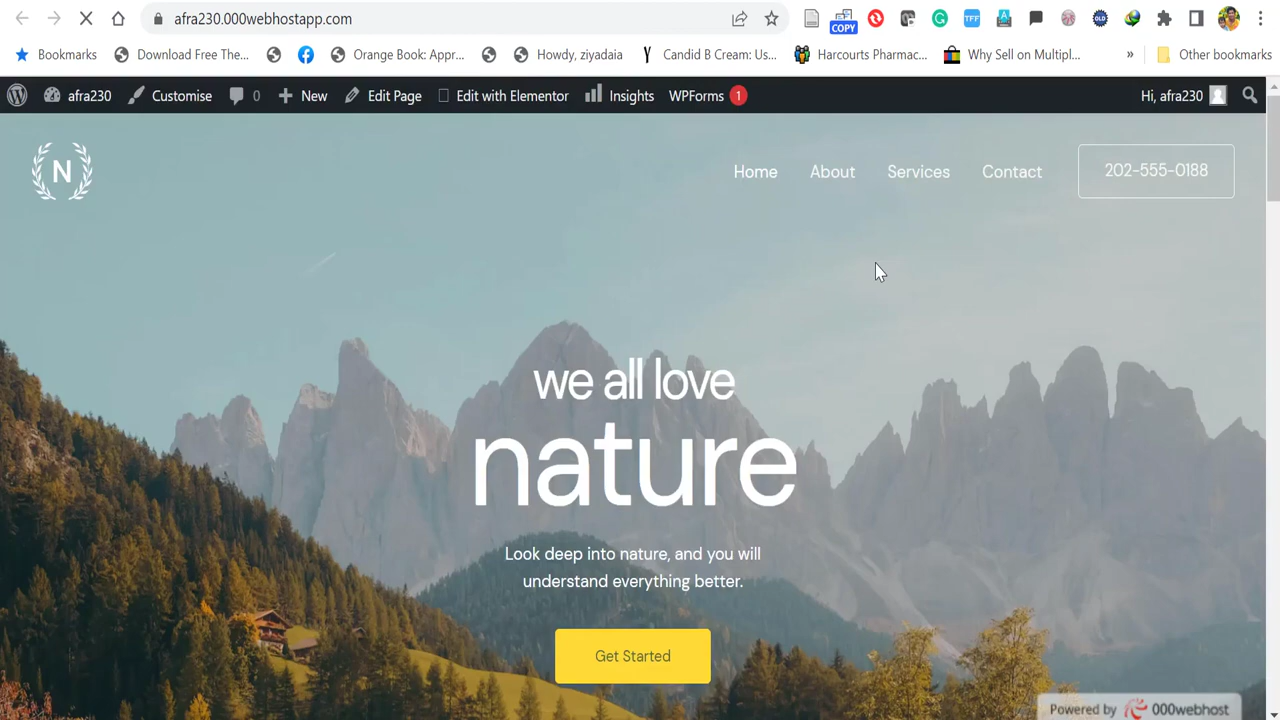 afra230.000webhostapp.com
COPY
TFF
A
OLD
Bookmarks
Download Free The...
Orange Book: Appr...
Howdy, ziyadaia
Candid B Cream: Us...
Harcourts Pharmac...
Why Sell on Multipl...
»
Other bookmarks
afra230
Customise
0
New
Edit Page
Edit with Elementor
Insights
WPForms 1
Hi, afra230
N
Home
About
Services
Contact
202-555-0188
we all love
nature
Look deep into nature, and you will
understand everything better.
Get Started
Powered by 000webhost